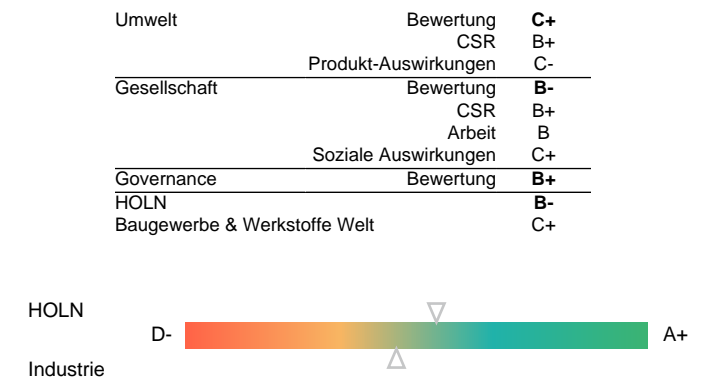 Umwelt Bewertung C+
CSR B+
Produkt-Auswirkungen C-
Gesellschaft Bewertung B-
CSR B+
Arbeit B
Soziale Auswirkungen C+
Governance Bewertung B+
HOLN B-
Baugewerbe & Werkstoffe Welt C+
HOLN
D- A+
Industrie